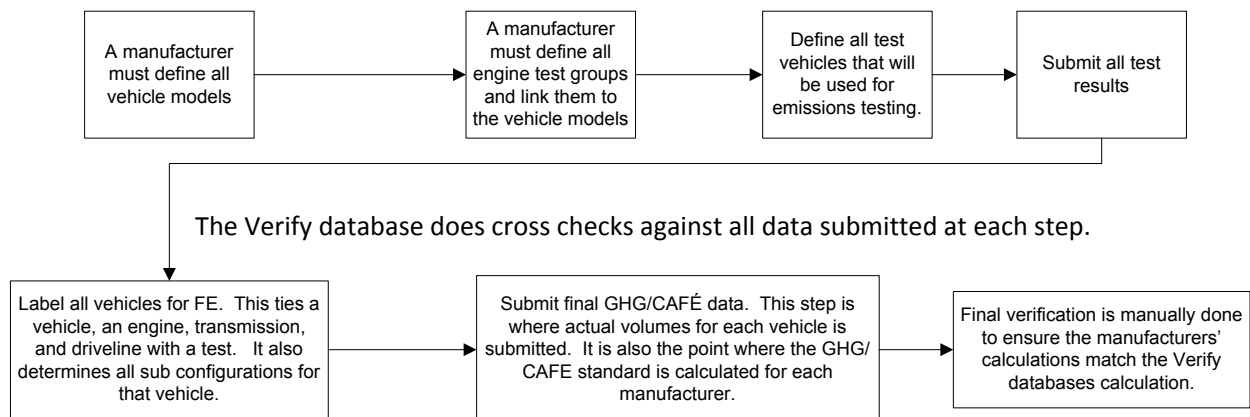 A manufacturer
must define all
vehicle models
A manufacturer
must define all
engine test groups
and link them to
the vehicle models
Define all test
vehicles that will
be used for
emissions testing.
Submit all test
results
The Verify database does cross checks against all data submitted at each step.
Label all vehicles for FE. This ties a
vehicle, an engine, transmission,
and driveline with a test. It also
determines all sub configurations for
that vehicle.
Submit final GHG/CAFÉ data. This step is
where actual volumes for each vehicle is
submitted. It is also the point where the GHG/
CAFE standard is calculated for each
manufacturer.
Final verification is manually done
to ensure the manufacturers'
calculations match the Verify
databases calculation.